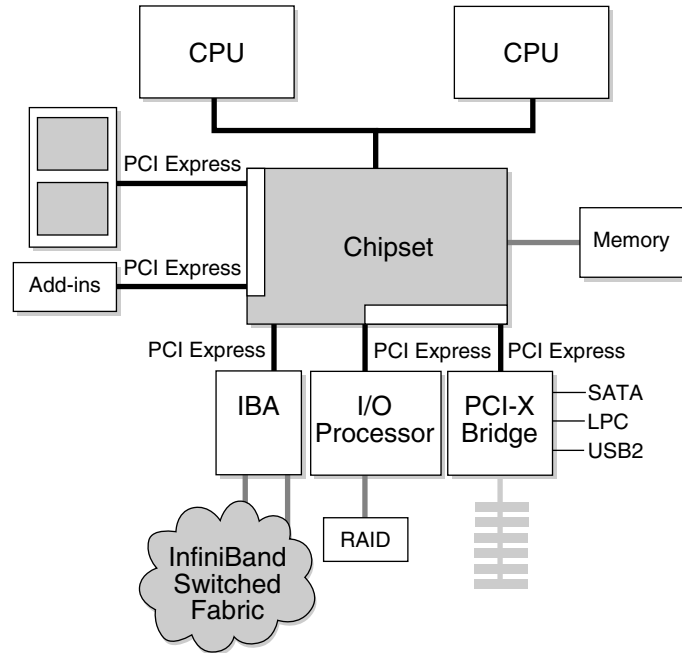 CPU
CPU
PCI Express
Chipset
Memory
PCI Express
Add-ins
PCI Express
PCI Express
PCI Express
IBA
I/O
Processor
PCI-X
Bridge
SATA
LPC
USB2
RAID
InfiniBand
Switched
Fabric